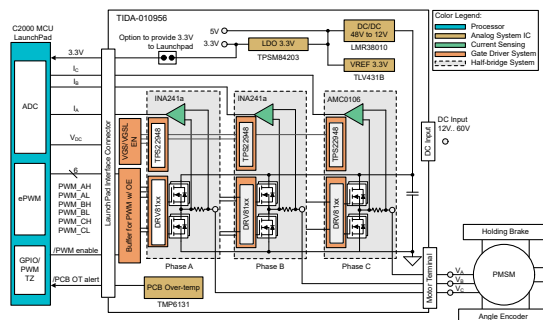 C2000 MCU
LaunchPad
TIDA-010956
Option to provide 3.3V
to Launchpad
5V
3.3V
LDO 3.3V
TPSM84203
DC/DC
48V to 12V
LMR38010
VREF 3.3V
TLV431B
Color Legend:
Processor
Analog System IC
Current Sensing
Gate Driver System
Half-bridge System
3.3V
IC
IB
IA
VDC
6
PWM_AH
PWM_AL
PWM_BH
PWM_BL
PWM_CH
PWM_CL
/PWM enable
/PCB OT alert
ADC
ePWM
GPIO/
PWM
TZ
LaunchPad Interface Connector
VGS/VGSL
EN
Buffer for PWM w/ OE
INA241a
INA241a
AMC0106
TPS22948
TPS22948
TPS22948
DRV81xx
DRV81xx
DRV81xx
Phase A
Phase B
Phase C
PCB Over-temp
TMP6131
DC Input
DC Input
12V.. 60V
Motor Terminal
VA
VB
VC
Holding Brake
PMSM
Angle Encoder